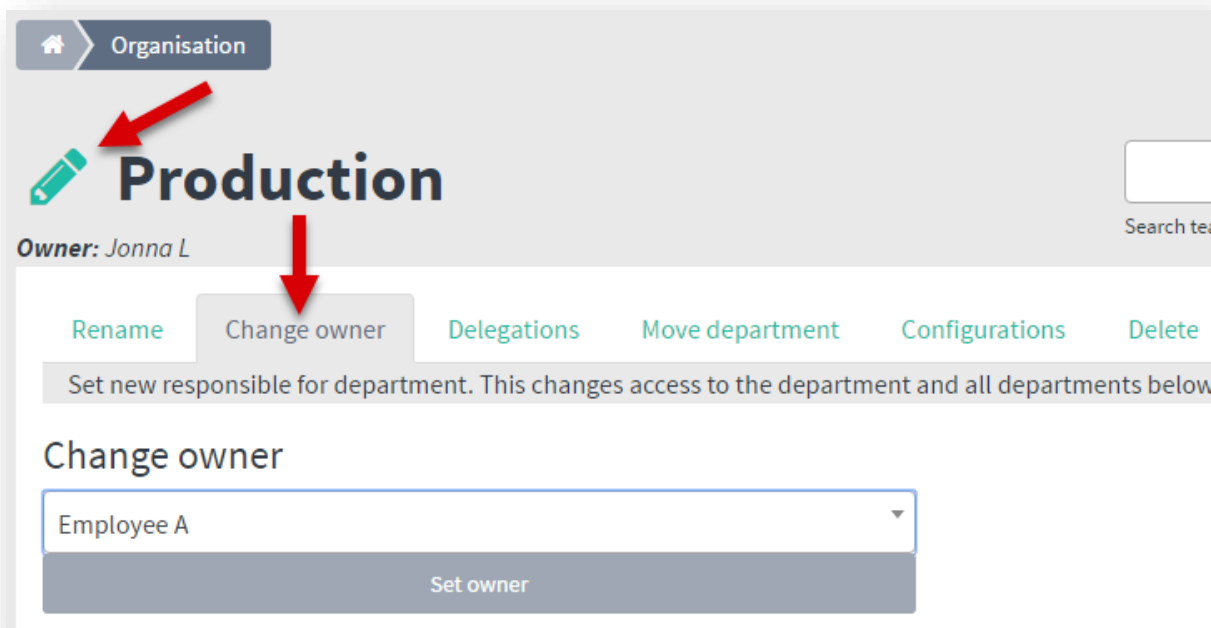 Organisation
Production
Owner: Jonna L
Search
Rename Change owner Delegations Move department Configurations Delete
Set new responsible for department. This changes access to the department and all departments below
Change owner
Employee A
Set owner